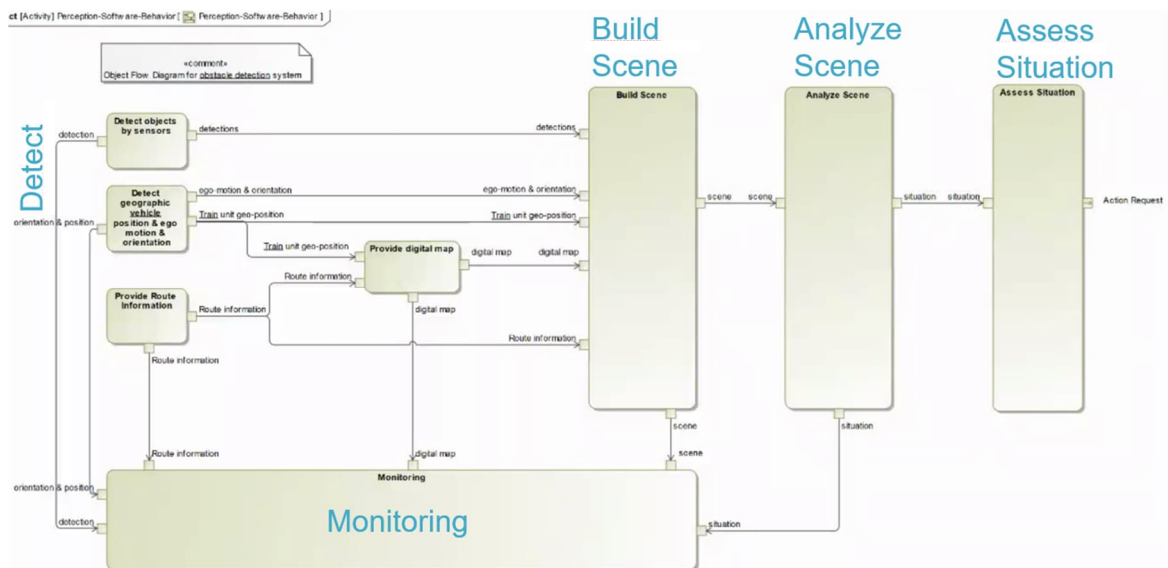 ct [Activity] Perception-Software-Behavior [ Perception-Software-Behavior ]
«comment»
Object Flow Diagram for obstacle detection system
Build
Scene
Analyze
Scene
Assess
Situation
Detect
Detect objects
by sensors
detection
detections
detections
Detect
geographic
vehicle
position & ego
motion &
orientation
orientation & position
ego-motion & orientation
ego-motion & orientation
Train unit geo-position
Train unit geo-position
Train unit geo-position
Provide digital map
digital map
digital map
Route information
Provide Route
Information
Route information
Route information
digital map
Route information
Build Scene
scene
scene
Analyze Scene
situation
situation
Assess Situation
Action Request
scene
situation
Route information
digital map
scene
Monitoring
orientation & position
detection
Monitoring
situation